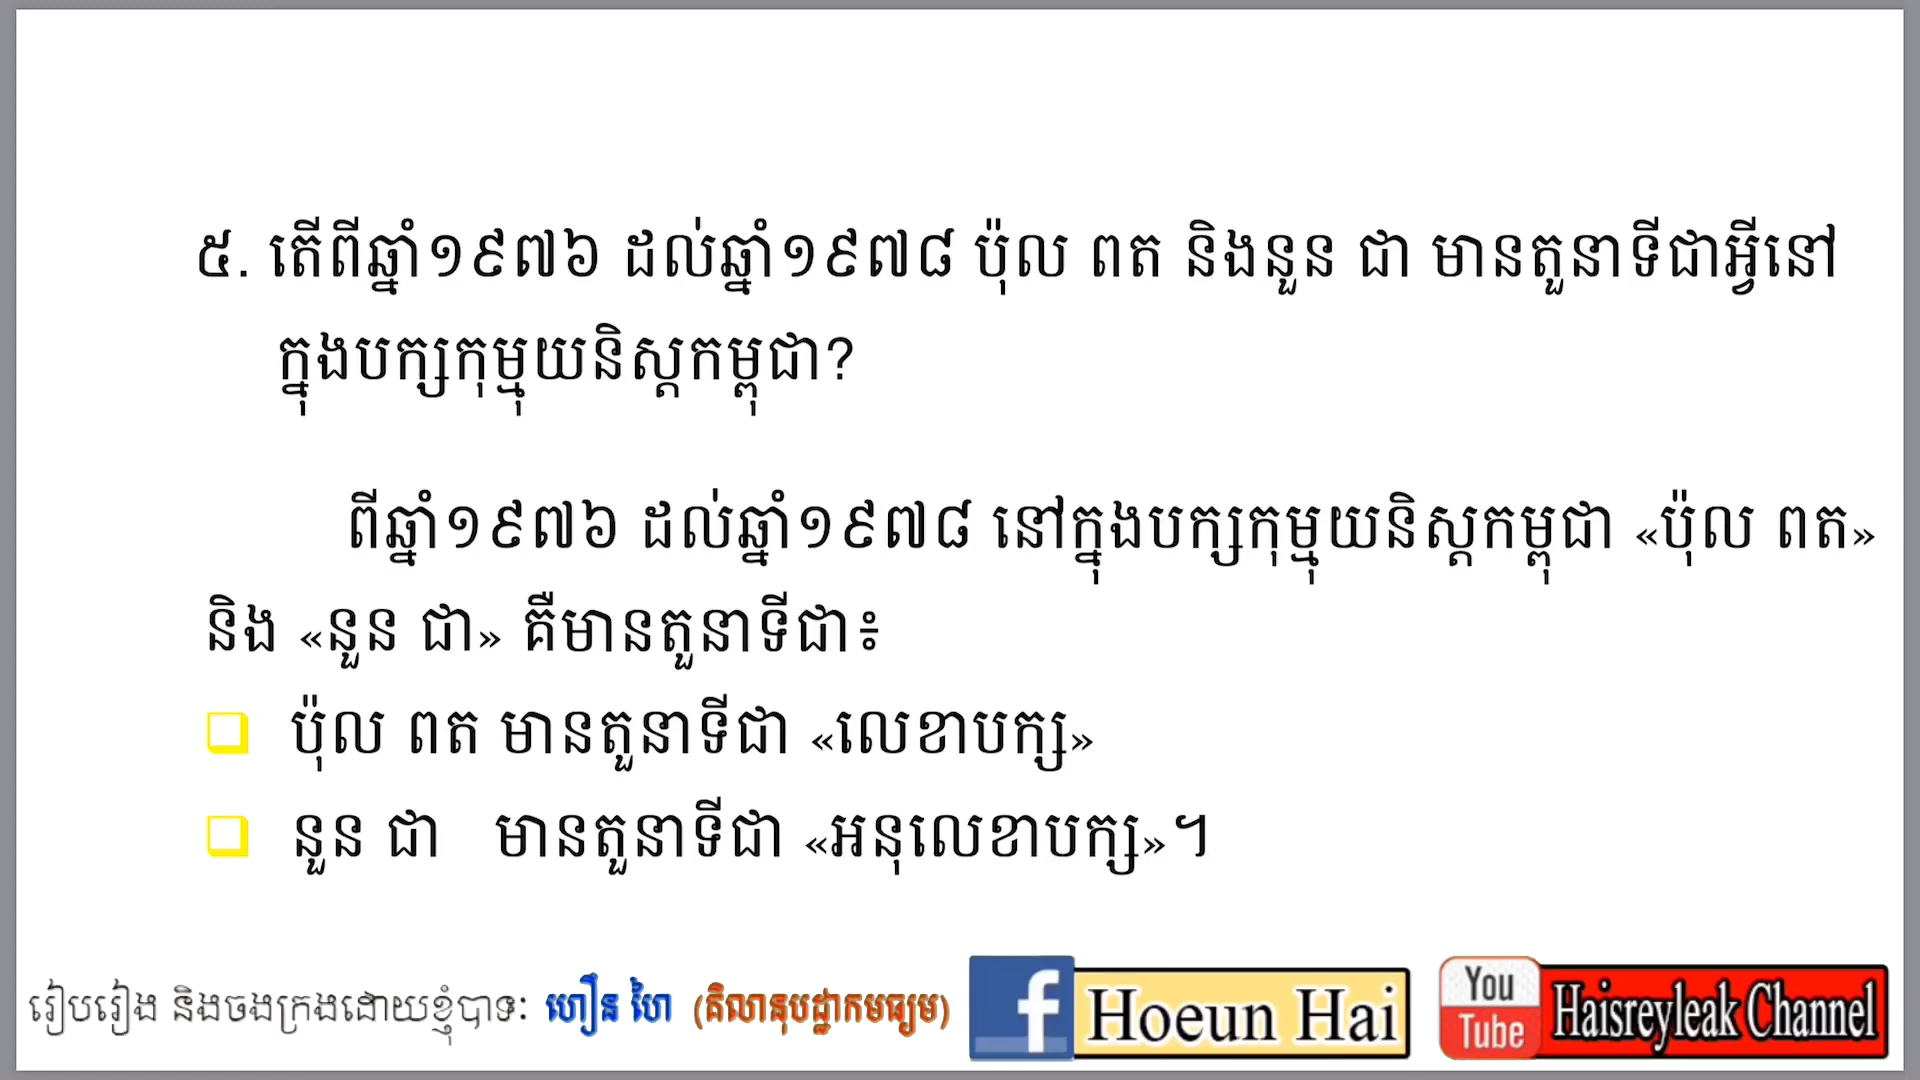 ៥. តើពីឆ្នាំ១៩៧៦ ដល់ឆ្នាំ១៩៧៨ ប៉ុល ពត និងនួន ជា មានតួនាទីជាអ្វីនៅ
ក្នុងបក្សកុម្មុយនិស្តកម្ពុជា?
ពីឆ្នាំ១៩៧៦ ដល់ឆ្នាំ១៩៧៨ នៅក្នុងបក្សកុម្មុយនិស្តកម្ពុជា «ប៉ុល ពត»
និង «នួន ជា» គឺមានតួនាទីជា៖
ប៉ុល ពត មានតួនាទីជា «លេខាបក្ស»
នួន ជា មានតួនាទីជា «អនុលេខាបក្ស»។
រៀបរៀង និងចងក្រងដោយខ្ញុំបាទ: ហឿន ហៃ (គិលានុបដ្ឋាកមធ្យម) f Hoeun Hai You Tube Haisreyleak Channel